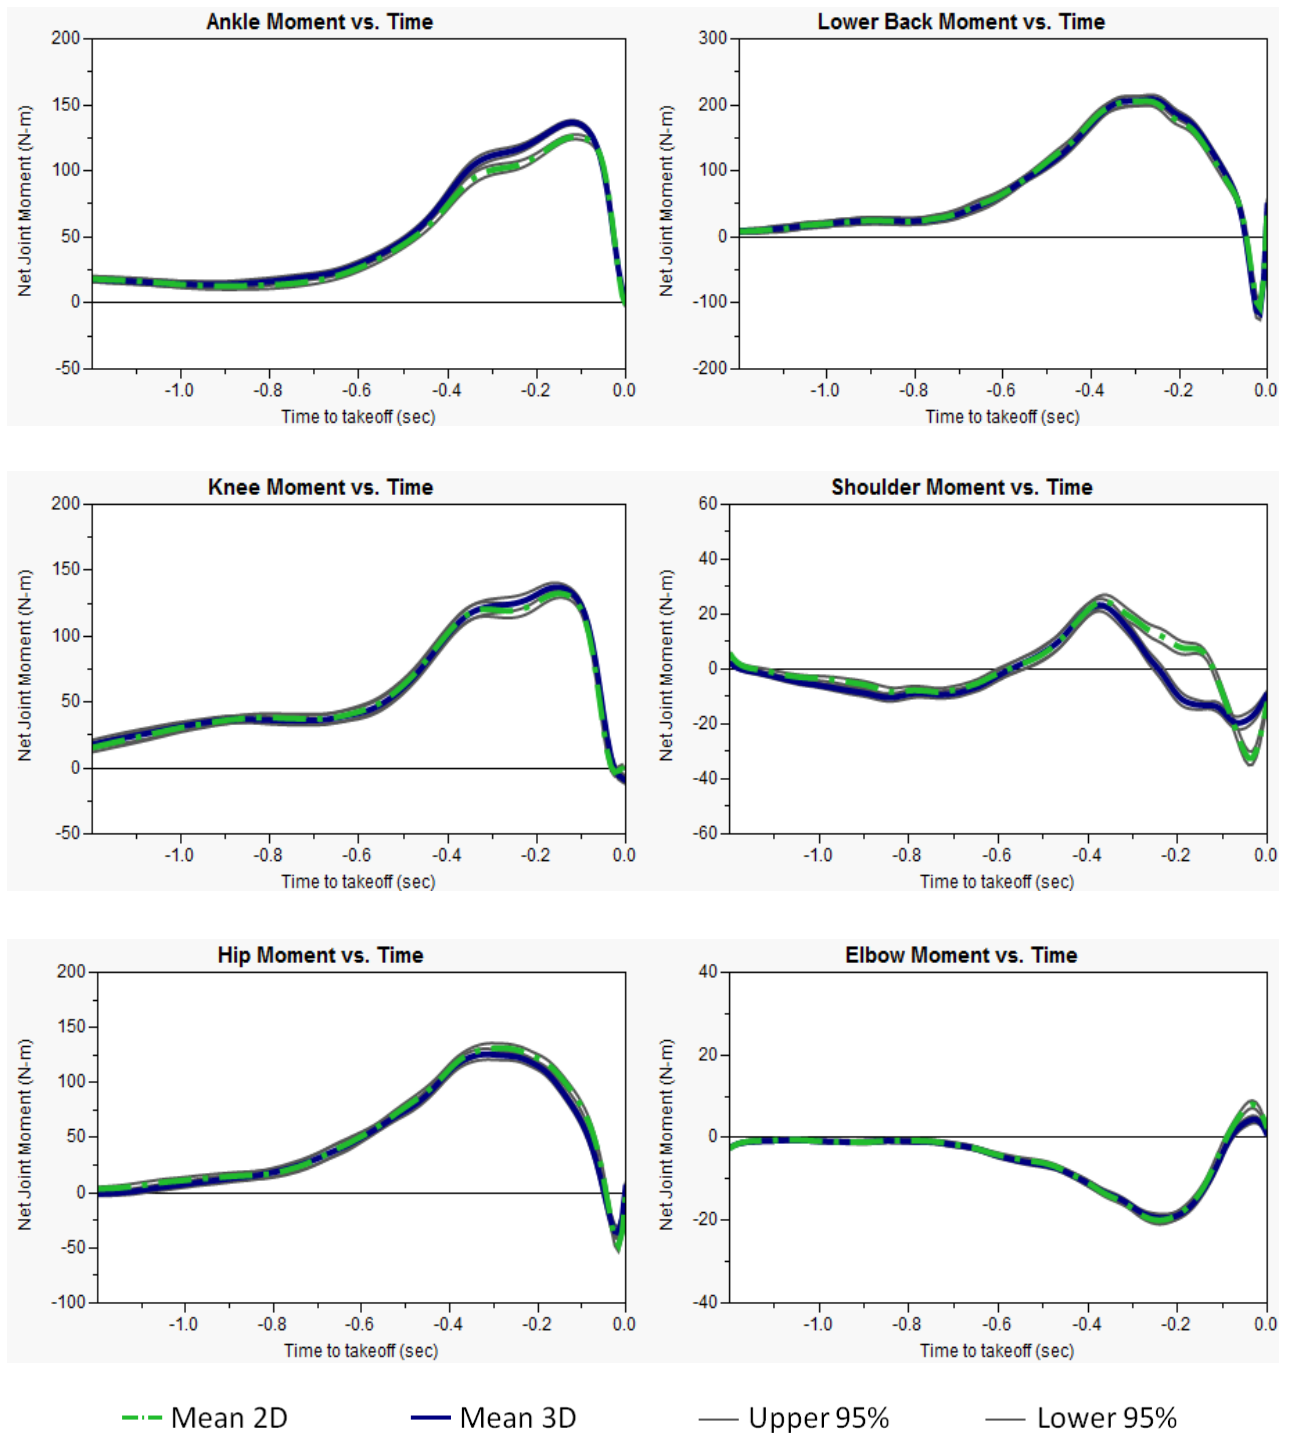 Ankle Moment vs. Time
200
150
100
50
0
-50
Net Joint Moment (N-m)
-1.0 -0.8 -0.6 -0.4 -0.2 0.0
Time to takeoff (sec)
Lower Back Moment vs. Time
300
200
100
0
-100
-200
Net Joint Moment (N-m)
-1.0 -0.8 -0.6 -0.4 -0.2 0.0
Time to takeoff (sec)
Knee Moment vs. Time
200
150
100
50
0
-50
Net Joint Moment (N-m)
-1.0 -0.8 -0.6 -0.4 -0.2 0.0
Time to takeoff (sec)
Shoulder Moment vs. Time
60
40
20
0
-20
-40
-60
Net Joint Moment (N-m)
-1.0 -0.8 -0.6 -0.4 -0.2 0.0
Time to takeoff (sec)
Hip Moment vs. Time
200
150
100
50
0
-50
-100
Net Joint Moment (N-m)
-1.0 -0.8 -0.6 -0.4 -0.2 0.0
Time to takeoff (sec)
Elbow Moment vs. Time
40
20
0
-20
-40
Net Joint Moment (N-m)
-1.0 -0.8 -0.6 -0.4 -0.2 0.0
Time to takeoff (sec)
Mean 2D Mean 3D Upper 95% Lower 95%